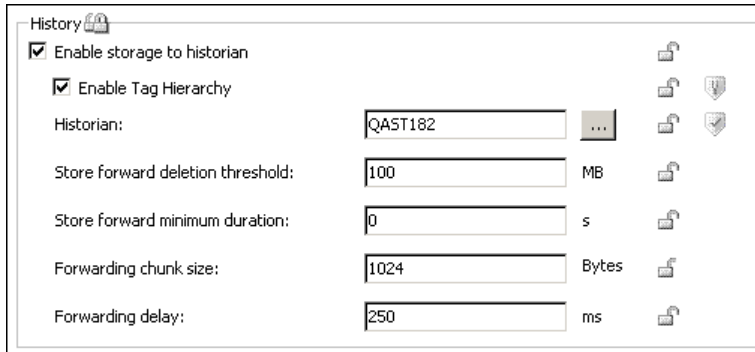 History
Enable storage to historian
Enable Tag Hierarchy
Historian: QAST182 ...
Store forward deletion threshold: 100 MB
Store forward minimum duration: 0 s
Forwarding chunk size: 1024 Bytes
Forwarding delay: 250 ms